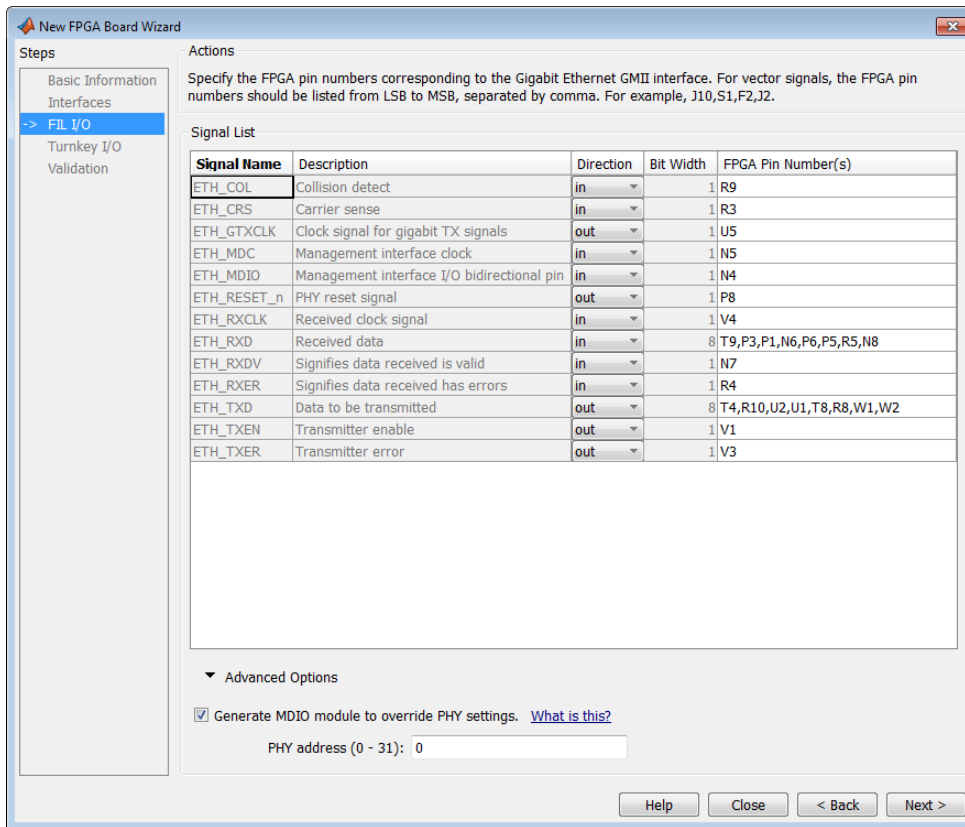 New FPGA Board Wizard
Steps
Basic Information
Interfaces
-> FIL I/O
Turnkey I/O
Validation
Actions
Specify the FPGA pin numbers corresponding to the Gigabit Ethernet GMII interface. For vector signals, the FPGA pin
numbers should be listed from LSB to MSB, separated by comma. For example, J10,S1,F2,J2.
Signal List
Signal Name Description Direction Bit Width FPGA Pin Number(s)
ETH_COL Collision detect in 1 R9
ETH_CRS Carrier sense in 1 R3
ETH_GTXCLK Clock signal for gigabit TX signals out 1 U5
ETH_MDC Management interface clock in 1 N5
ETH_MDIO Management interface I/O bidirectional pin in 1 N4
ETH_RESET_n PHY reset signal out 1 P8
ETH_RXCLK Received clock signal in 1 V4
ETH_RXD Received data in 8 T9,P3,P1,N6,P6,P5,R5,N8
ETH_RXDV Signifies data received is valid in 1 N7
ETH_RXER Signifies data received has errors in 1 R4
ETH_TXD Data to be transmitted out 8 T4,R10,U2,U1,T8,R8,W1,W2
ETH_TXEN Transmitter enable out 1 V1
ETH_TXER Transmitter error out 1 V3
Advanced Options
Generate MDIO module to override PHY settings. What is this?
PHY address (0 - 31): 0
Help Close < Back Next >